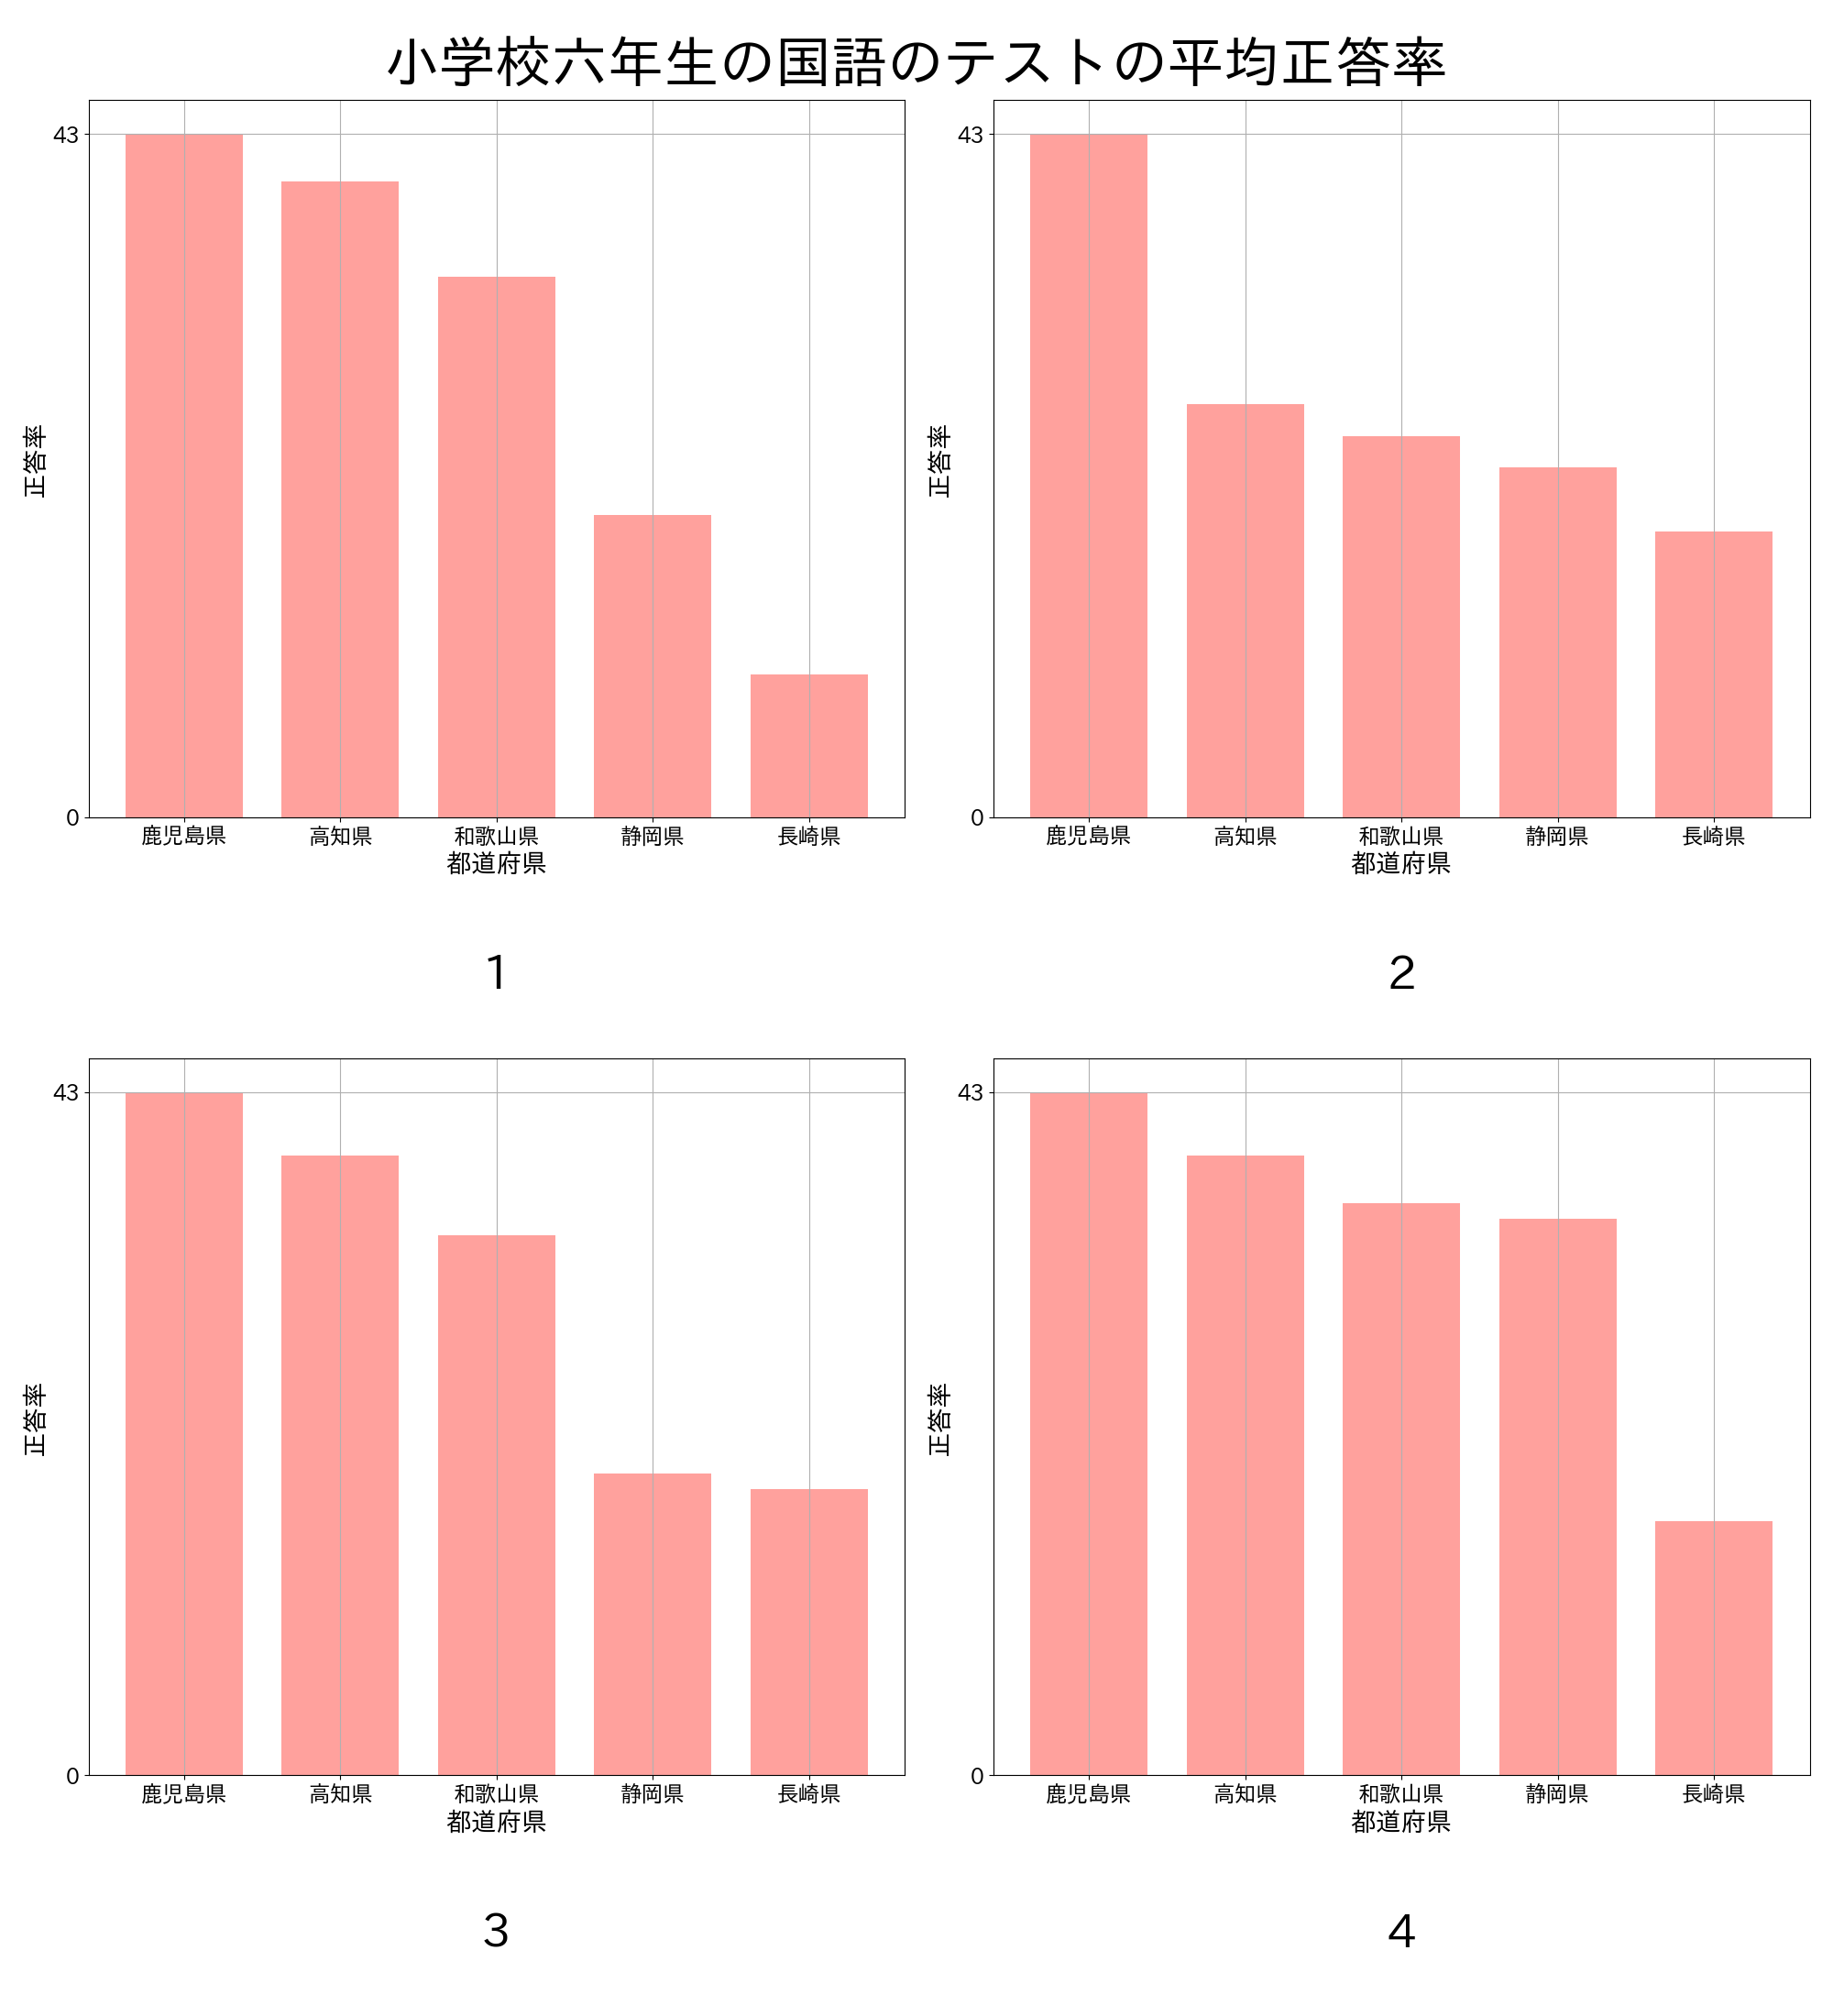 小学校六年生の国語のテストの平均正答率
43
正答率
0
鹿児島県 高知県 和歌山県 静岡県 長崎県
都道府県
1
43
正答率
0
鹿児島県 高知県 和歌山県 静岡県 長崎県
都道府県
2
43
正答率
0
鹿児島県 高知県 和歌山県 静岡県 長崎県
都道府県
3
43
正答率
0
鹿児島県 高知県 和歌山県 静岡県 長崎県
都道府県
4